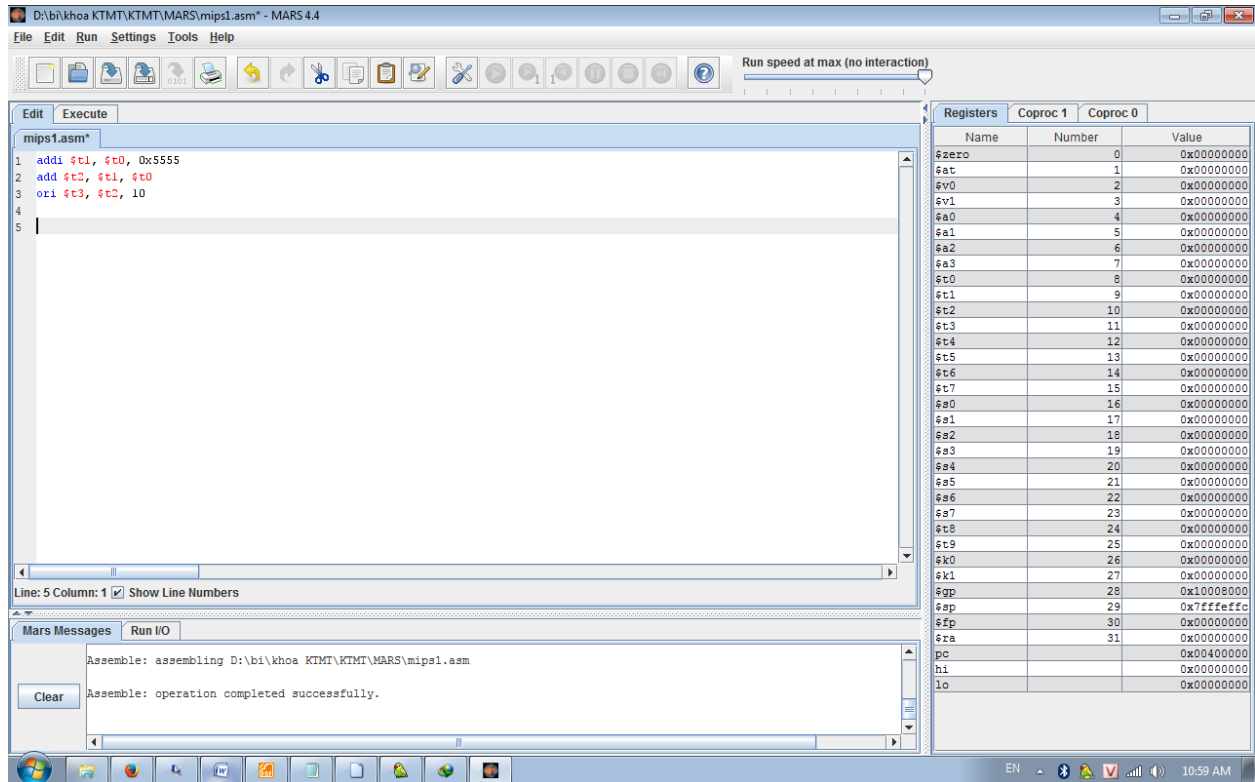 D:\bi\khoa KTMT\KTMT\MARS\mips1.asm* - MARS 4.4
File Edit Run Settings Tools Help
Run speed at max (no interaction)
Edit Execute
mips1.asm*
1 addi $t1, $t0, 0x5555
2 add $t2, $t1, $t0
3 ori $t3, $t2, 10
4
5
Line: 5 Column: 1 Show Line Numbers
Mars Messages Run I/O
Assemble: assembling D:\bi\khoa KTMT\KTMT\MARS\mips1.asm
Assemble: operation completed successfully.
Clear
Registers Coproc 1 Coproc 0
Name Number Value
$zero 0 0x00000000
$at 1 0x00000000
$v0 2 0x00000000
$v1 3 0x00000000
$a0 4 0x00000000
$a1 5 0x00000000
$a2 6 0x00000000
$a3 7 0x00000000
$t0 8 0x00000000
$t1 9 0x00000000
$t2 10 0x00000000
$t3 11 0x00000000
$t4 12 0x00000000
$t5 13 0x00000000
$t6 14 0x00000000
$t7 15 0x00000000
$s0 16 0x00000000
$s1 17 0x00000000
$s2 18 0x00000000
$s3 19 0x00000000
$s4 20 0x00000000
$s5 21 0x00000000
$s6 22 0x00000000
$s7 23 0x00000000
$t8 24 0x00000000
$t9 25 0x00000000
$k0 26 0x00000000
$k1 27 0x00000000
$gp 28 0x10008000
$sp 29 0x7fffeffc
$fp 30 0x00000000
$ra 31 0x00000000
pc 0x00400000
hi 0x00000000
lo 0x00000000
EN 10:59 AM